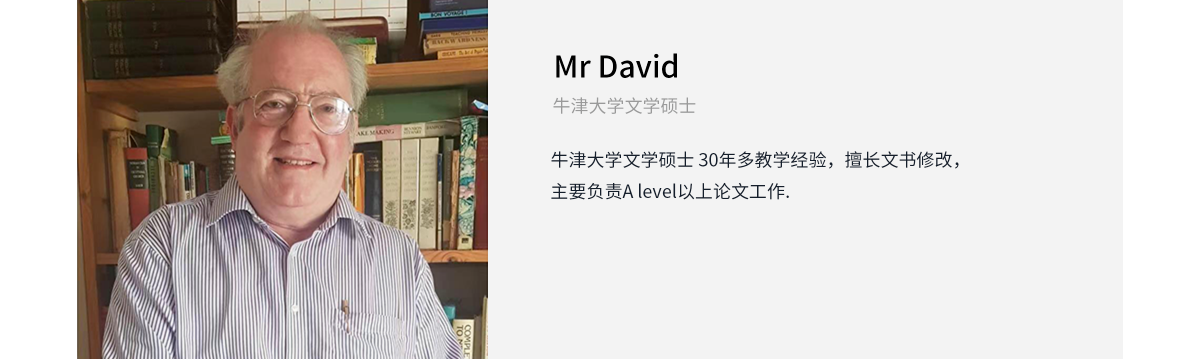 Mr David
牛津大学文学硕士
牛津大学文学硕士 30年多教学经验，擅长文书修改，
主要负责A level以上论文工作.
BON VOYAGE!